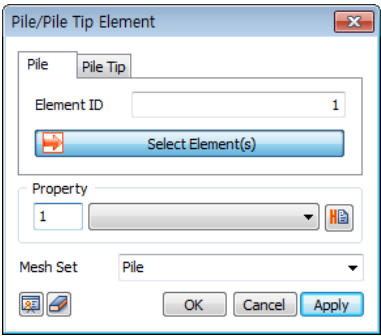 Pile/Pile Tip Element
Pile
Pile Tip
Element ID
1
Select Element(s)
Property
1
Mesh Set
Pile
OK
Cancel
Apply